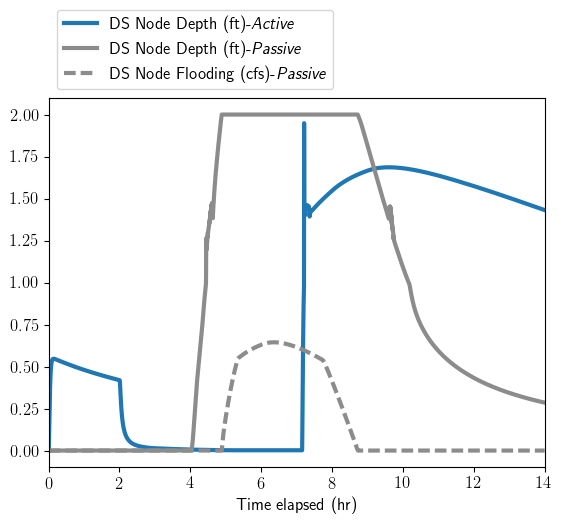 DS Node Depth (ft)-Active
DS Node Depth (ft)-Passive
DS Node Flooding (cfs)-Passive
2.00
1.75
1.50
1.25
1.00
0.75
0.50
0.25
0.00
0 2 4 6 8 10 12 14
Time elapsed (hr)